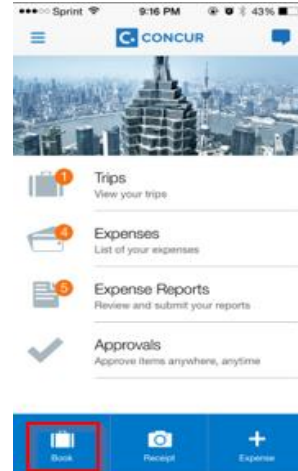 Sprint 9:16 PM 43%
C. CONCUR
1
Trips
View your trips
4
Expenses
List of your expenses
5
Expense Reports
Review and submit your reports
Approvals
Approve items anywhere, anytime
Book Receipt Expense